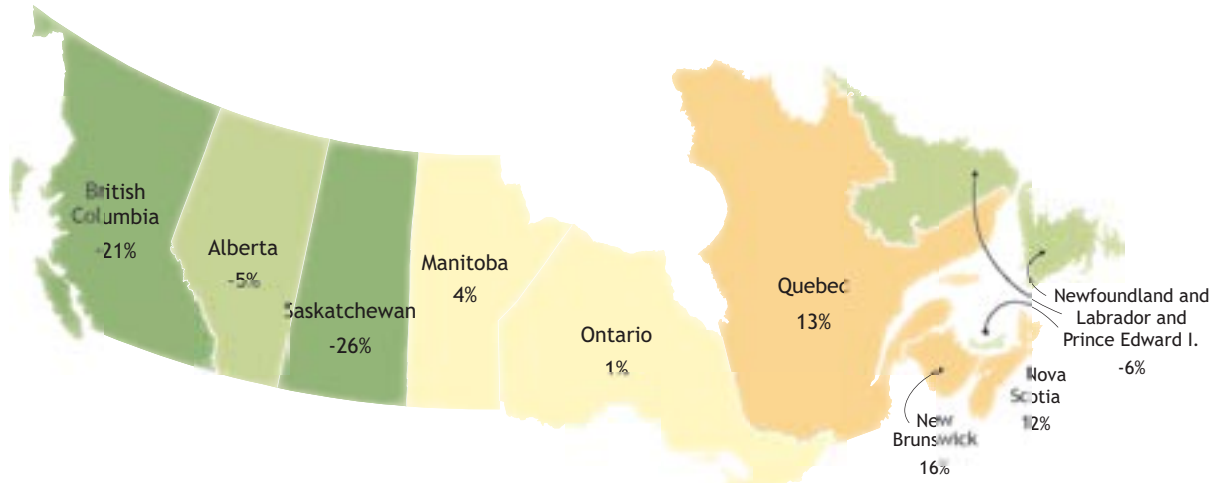 British
Columbia
-21%
Alberta
-5%
Saskatchewan
-26%
Manitoba
4%
Ontario
1%
Quebec
13%
Newfoundland and
Labrador and
Prince Edward I.
-6%
Nova
Scotia
12%
New
Brunswick
16%